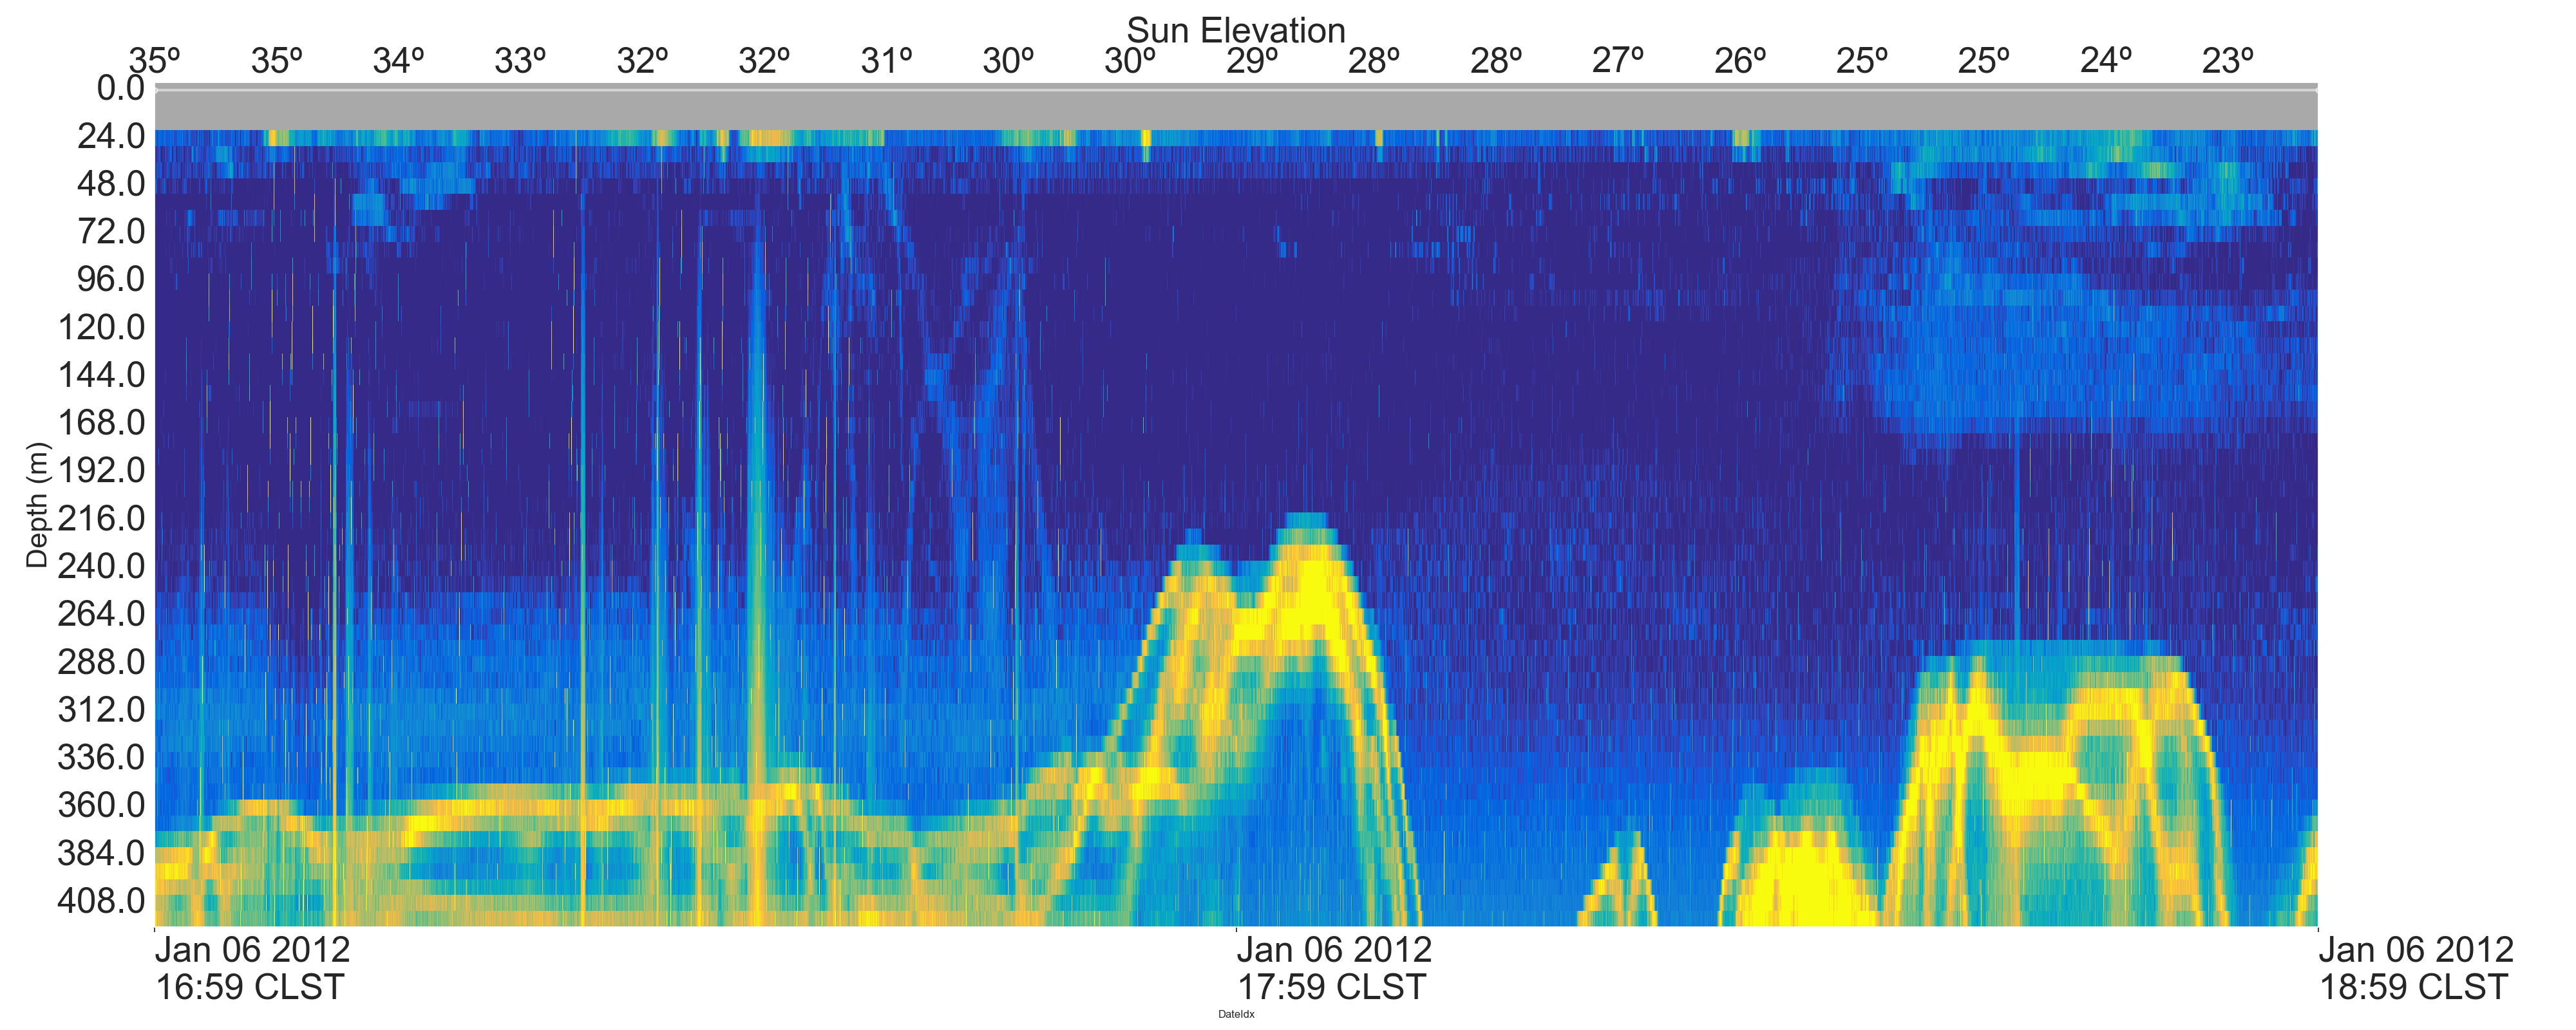 Sun Elevation
35º 35º 34º 33º 32º 32º 31º 30º 30º 29º 28º 28º 27º 26º 25º 25º 24º 23º
0.0
24.0
48.0
72.0
96.0
120.0
144.0
168.0
192.0
216.0
240.0
264.0
288.0
312.0
336.0
360.0
384.0
408.0
Depth (m)
Jan 06 2012
16:59 CLST
Jan 06 2012
17:59 CLST
Jan 06 2012
18:59 CLST
DateIdx